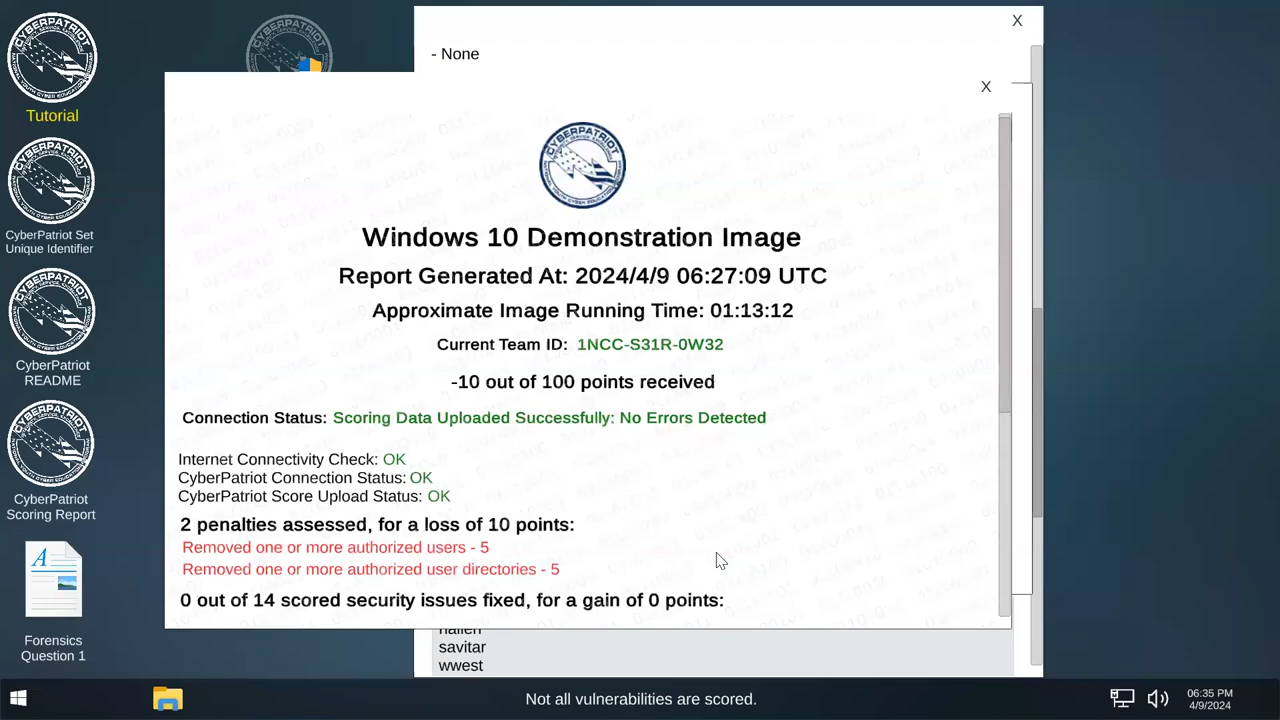 X
- None
X
Windows 10 Demonstration Image
Report Generated At: 2024/4/9 06:27:09 UTC
Approximate Image Running Time: 01:13:12
Current Team ID: 1NCC-S31R-0W32
-10 out of 100 points received
Connection Status: Scoring Data Uploaded Successfully: No Errors Detected
Internet Connectivity Check: OK
CyberPatriot Connection Status: OK
CyberPatriot Score Upload Status: OK
2 penalties assessed, for a loss of 10 points:
Removed one or more authorized users - 5
Removed one or more authorized user directories - 5
0 out of 14 scored security issues fixed, for a gain of 0 points:
savitar
wwest
Tutorial
CyberPatriot Set
Unique Identifier
CyberPatriot
README
CyberPatriot
Scoring Report
Forensics
Question 1
Not all vulnerabilities are scored.
06:35 PM
4/9/2024
CYBERPATRIOT